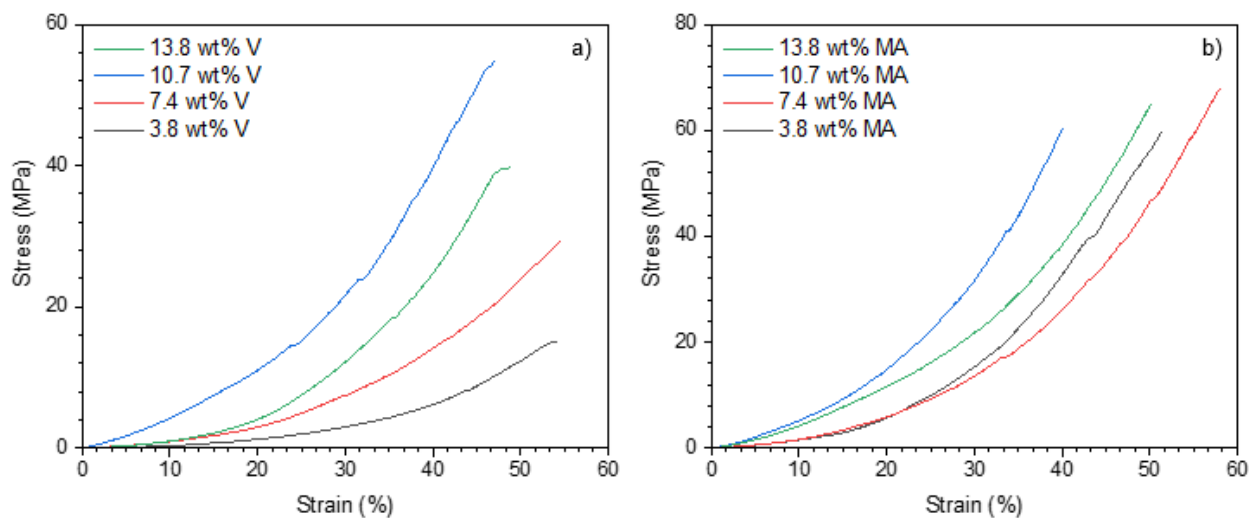 60
40
20
0
Stress (MPa)
13.8 wt% V
10.7 wt% V
7.4 wt% V
3.8 wt% V
a)
0 10 20 30 40 50 60
Strain (%)
80
60
40
20
0
Stress (MPa)
13.8 wt% MA
10.7 wt% MA
7.4 wt% MA
3.8 wt% MA
b)
0 10 20 30 40 50 60
Strain (%)